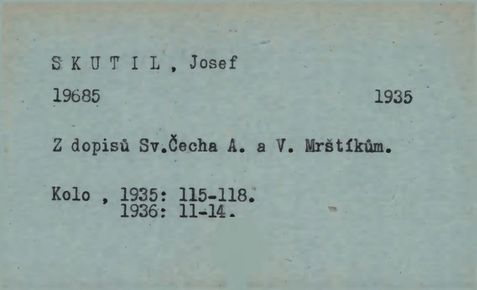 S K U T I L , Josef
19685 1935
Z dopisů Sv.Čecha A. a V. Mrštíkům.
Kolo , 1935: 115-118.
1936: 11-14.